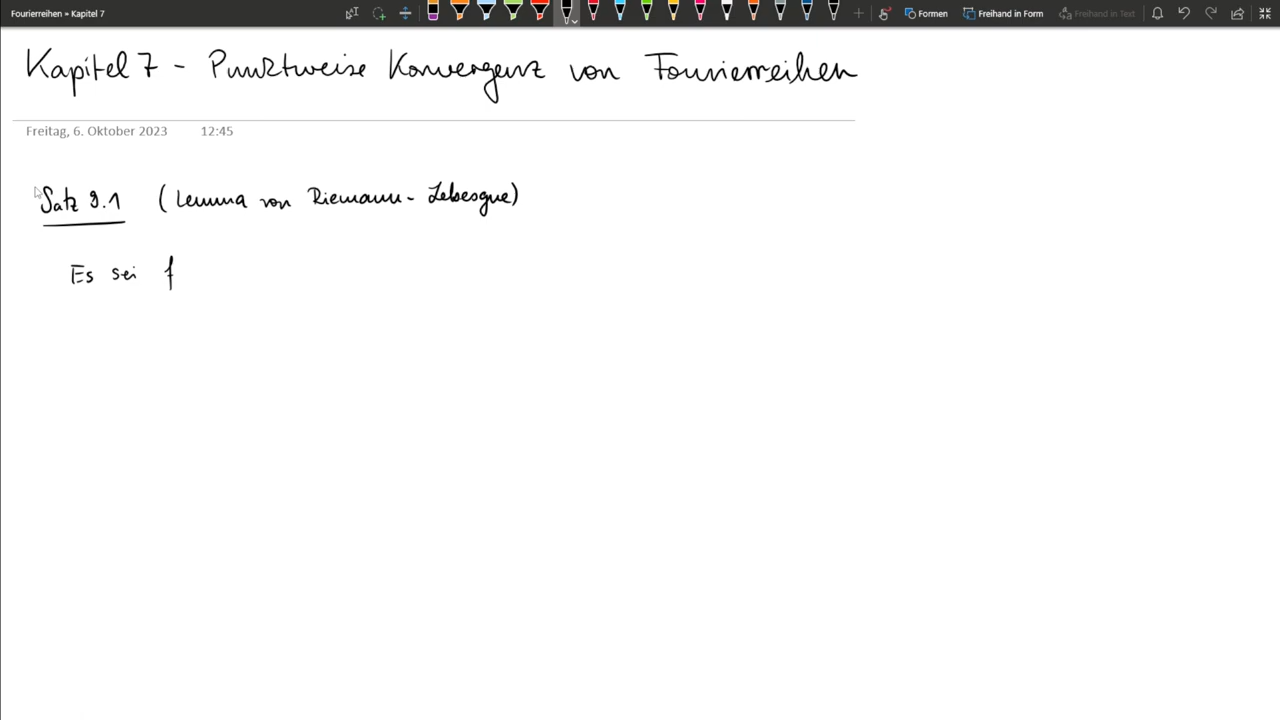 Fourierreihen » Kapitel 7
Formen
Freihand in Form
Freihand in Text
Kapitel 7 - Punktweise Konvergenz von Fourierreihen
Freitag, 6. Oktober 2023 12:45
Satz 9.1 (Lemma von Riemann-Lebesgue)
Es sei f